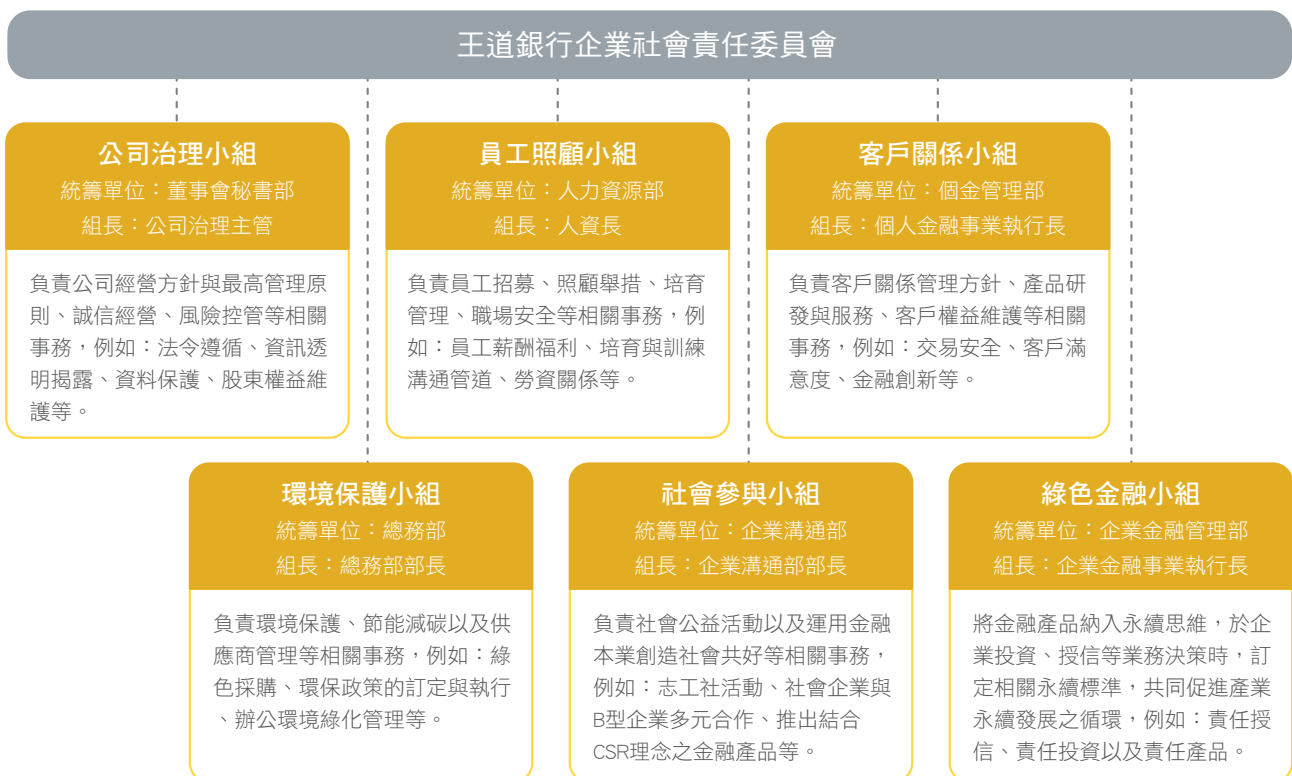 王道銀行企業社會責任委員會
公司治理小組
統籌單位：董事會秘書部
組長：公司治理主管
負責公司經營方針與最高管理原
則、誠信經營、風險控管等相關
事務，例如：法令遵循、資訊透
明揭露、資料保護、股東權益維
護等。
員工照顧小組
統籌單位：人力資源部
組長：人資長
負責員工招募、照顧舉措、培育
管理、職場安全等相關事務，例
如：員工薪酬福利、培育與訓練
溝通管道、勞資關係等。
客戶關係小組
統籌單位：個金管理部
組長：個人金融事業執行長
負責客戶關係管理方針、產品研
發與服務、客戶權益維護等相關
事務，例如：交易安全、客戶滿
意度、金融創新等。
環境保護小組
統籌單位：總務部
組長：總務部部長
負責環境保護、節能減碳以及供
應商管理等相關事務，例如：綠
色採購、環保政策的訂定與執行
、辦公環境綠化管理等。
社會參與小組
統籌單位：企業溝通部
組長：企業溝通部部長
負責社會公益活動以及運用金融
本業創造社會共好等相關事務，
例如：志工社活動、社會企業與
B型企業多元合作、推出結合
CSR理念之金融產品等。
綠色金融小組
統籌單位：企業金融管理部
組長：企業金融事業執行長
將金融產品納入永續思維，於企
業投資、授信等業務決策時，訂
定相關永續標準，共同促進產業
永續發展之循環，例如：責任授
信、責任投資以及責任產品。